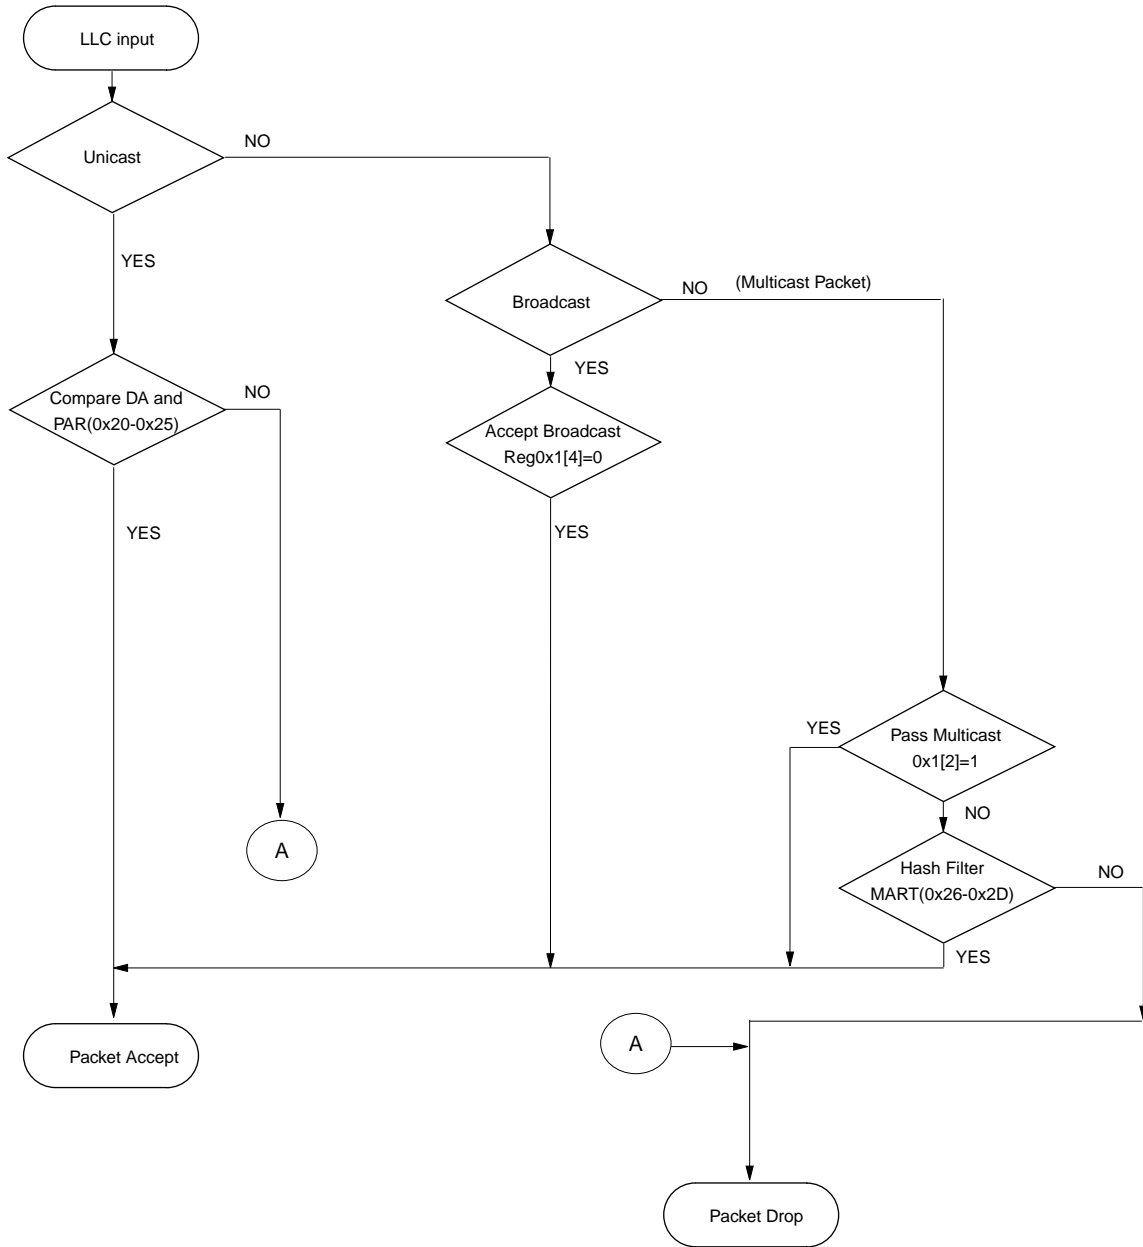 LLC input
Unicast
NO
YES
Broadcast
NO
(Multicast Packet)
YES
Compare DA and
PAR(0x20-0x25)
NO
Accept Broadcast
Reg0x1[4]=0
YES
YES
YES
Pass Multicast
0x1[2]=1
NO
A
Hash Filter
MART(0x26-0x2D)
NO
YES
Packet Accept
A
Packet Drop